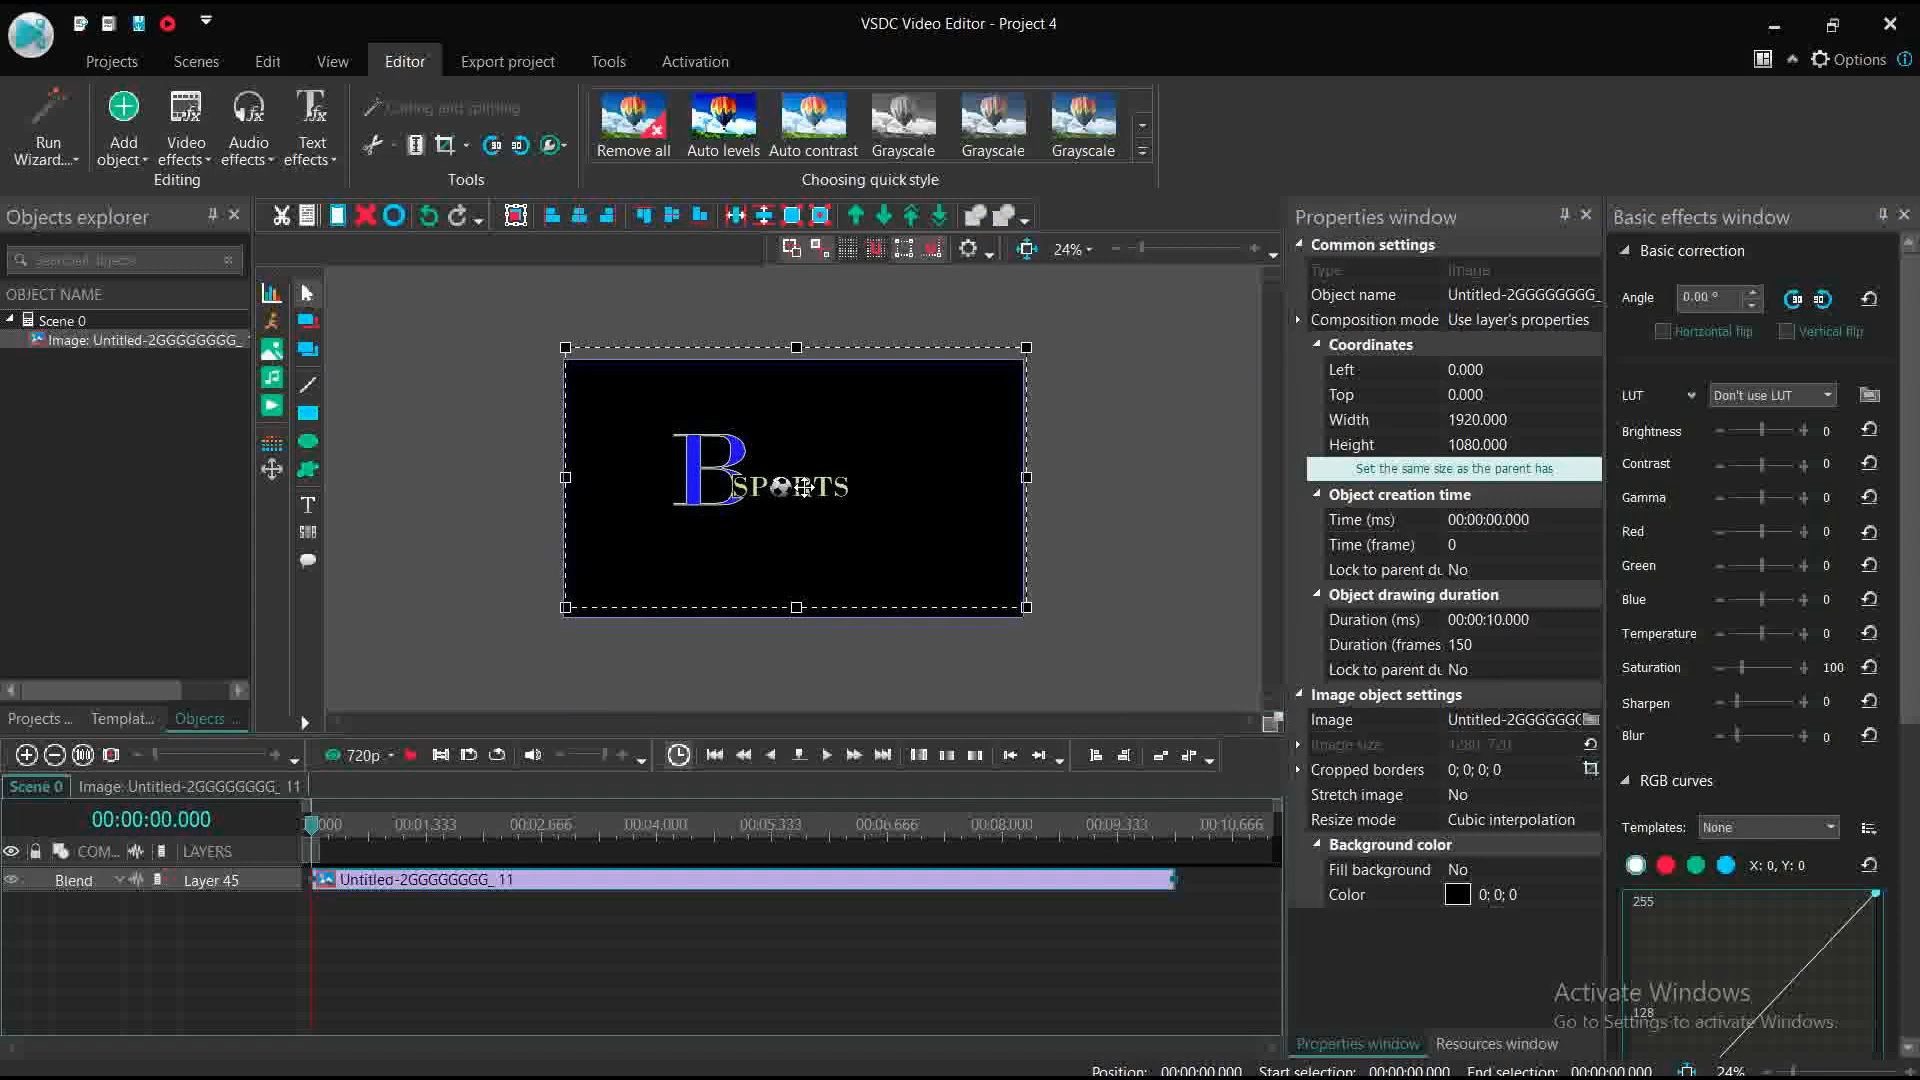 VSDC Video Editor - Project 4
Projects
Scenes
Edit
View
Editor
Export project
Tools
Activation
Options
Run Wizard...
Add object
Video effects
Audio effects
Text effects
Editing
Cutting and splitting
Tools
Remove all
Auto levels
Auto contrast
Grayscale
Grayscale
Grayscale
Choosing quick style
Objects explorer
OBJECT NAME
Scene 0
Image: Untitled-2GGGGGGGG_
Projects ...
Templat...
Objects ...
24%
B
SPORTS
Properties window
Common settings
Type Image
Object name Untitled-2GGGGGGGG_
Composition mode Use layer's properties
Coordinates
Left 0.000
Top 0.000
Width 1920.000
Height 1080.000
Set the same size as the parent has
Object creation time
Time (ms) 00:00:00.000
Time (frame) 0
Lock to parent du No
Object drawing duration
Duration (ms) 00:00:10.000
Duration (frames 150
Lock to parent du No
Image object settings
Image Untitled-2GGGGGG
Image size 1280; 720
Cropped borders 0; 0; 0; 0
Stretch image No
Resize mode Cubic interpolation
Background color
Fill background No
Color 0; 0; 0
Properties window
Resources window
Basic effects window
Basic correction
Angle 0.00 °
Horizontal flip
Vertical flip
LUT Don't use LUT
Brightness 0
Contrast 0
Gamma 0
Red 0
Green 0
Blue 0
Temperature 0
Saturation 100
Sharpen 0
Blur 0
RGB curves
Templates: None
X: 0, Y: 0
255
128
Activate Windows
Go to Settings to activate Windows.
720p
Scene 0
Image: Untitled-2GGGGGGGG_ 11
00:00:00.000
000 00:01.333 00:02.666 00:04.000 00:05.333 00:06.666 00:08.000 00:09.333 00:10.666
COM... LAYERS
Blend
Layer 45
Untitled-2GGGGGGGG_ 11
Position: 00:00:00.000 Start selection: 00:00:00.000 End selection: 00:00:00.000 24%